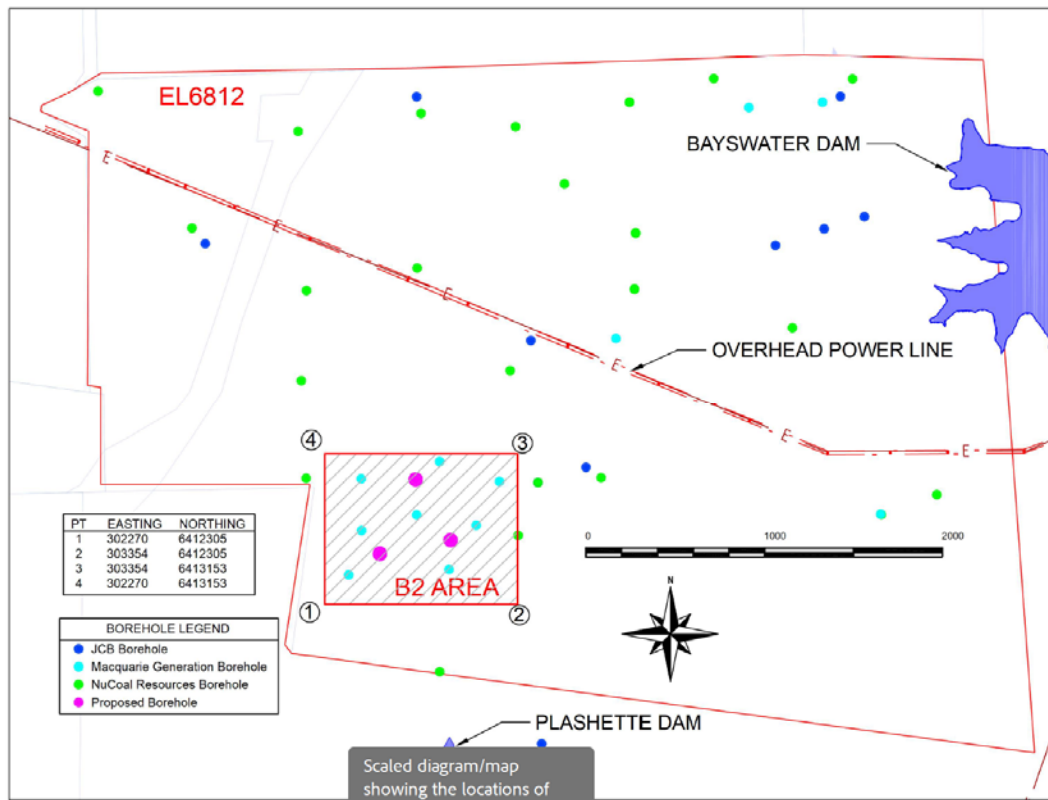 EL6812
E
BAYSWATER DAM
E
E
OVERHEAD POWER LINE
E
E
E
4
3
PT EASTING NORTHING
1 302270 6412305
2 303354 6412305
3 303354 6413153
4 302270 6413153
0 1000 2000
B2 AREA
1
2
N
BOREHOLE LEGEND
JCB Borehole
Macquarie Generation Borehole
NuCoal Resources Borehole
Proposed Borehole
PLASHETTE DAM
Scaled diagram/map
showing the locations of